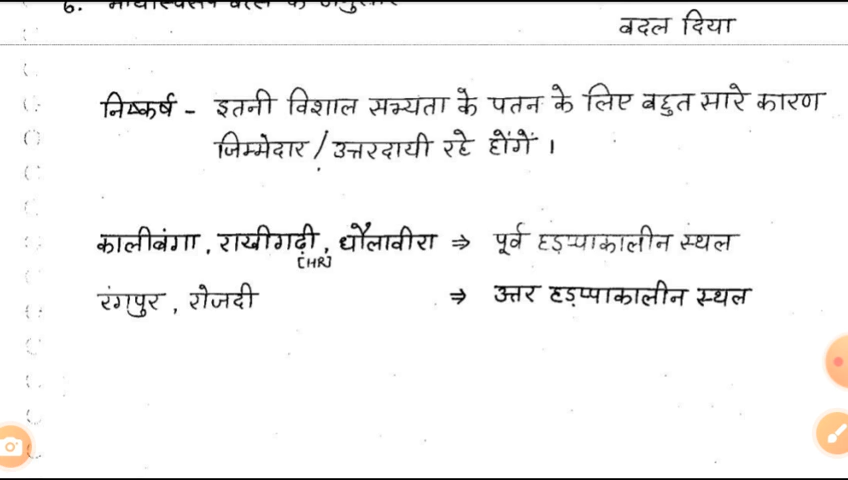 6.
बदल दिया
निष्कर्ष - इतनी विशाल सभ्यता के पतन के लिए बहुत सारे कारण
जिम्मेदार / उत्तरदायी रहे होंगें ।
कालीबंगा , राखीगढ़ी , धौलावीरा ⇒ पूर्व हड़प्पाकालीन स्थल
[HR]
रंगपुर , रोजदी ⇒ उत्तर हड़प्पाकालीन स्थल